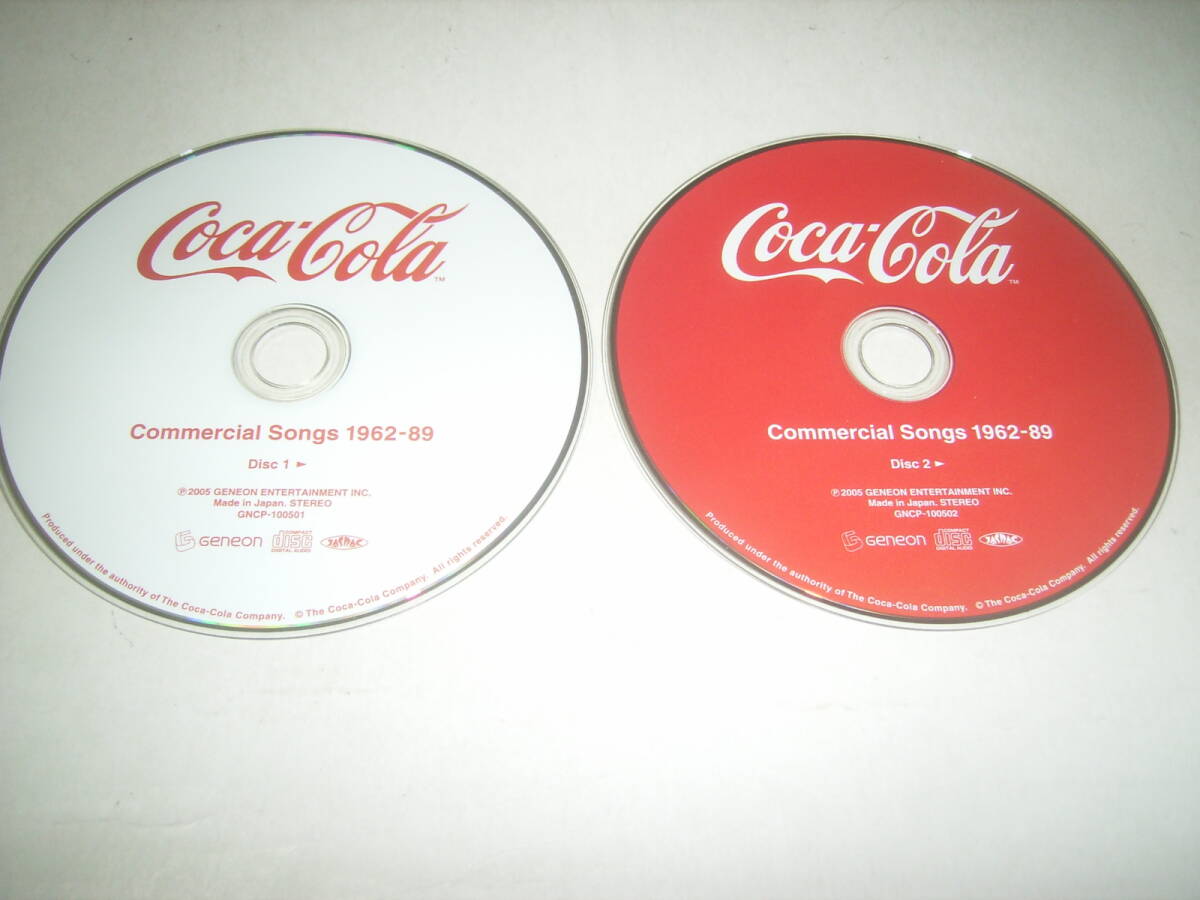 Coca-Cola™
Commercial Songs 1962-89
Disc 1 ►
℗2005 GENEON ENTERTAINMENT INC.
Made in Japan. STEREO
GNCP-100501
GENEON
COMPACT
disc
DIGITAL AUDIO
JASRAC
Produced under the authority of The Coca-Cola Company. © The Coca-Cola Company. All rights reserved.
Coca-Cola™
Commercial Songs 1962-89
Disc 2 ►
℗2005 GENEON ENTERTAINMENT INC.
Made in Japan. STEREO
GNCP-100502
GENEON
COMPACT
disc
DIGITAL AUDIO
JASRAC
Produced under the authority of The Coca-Cola Company. © The Coca-Cola Company. All rights reserved.